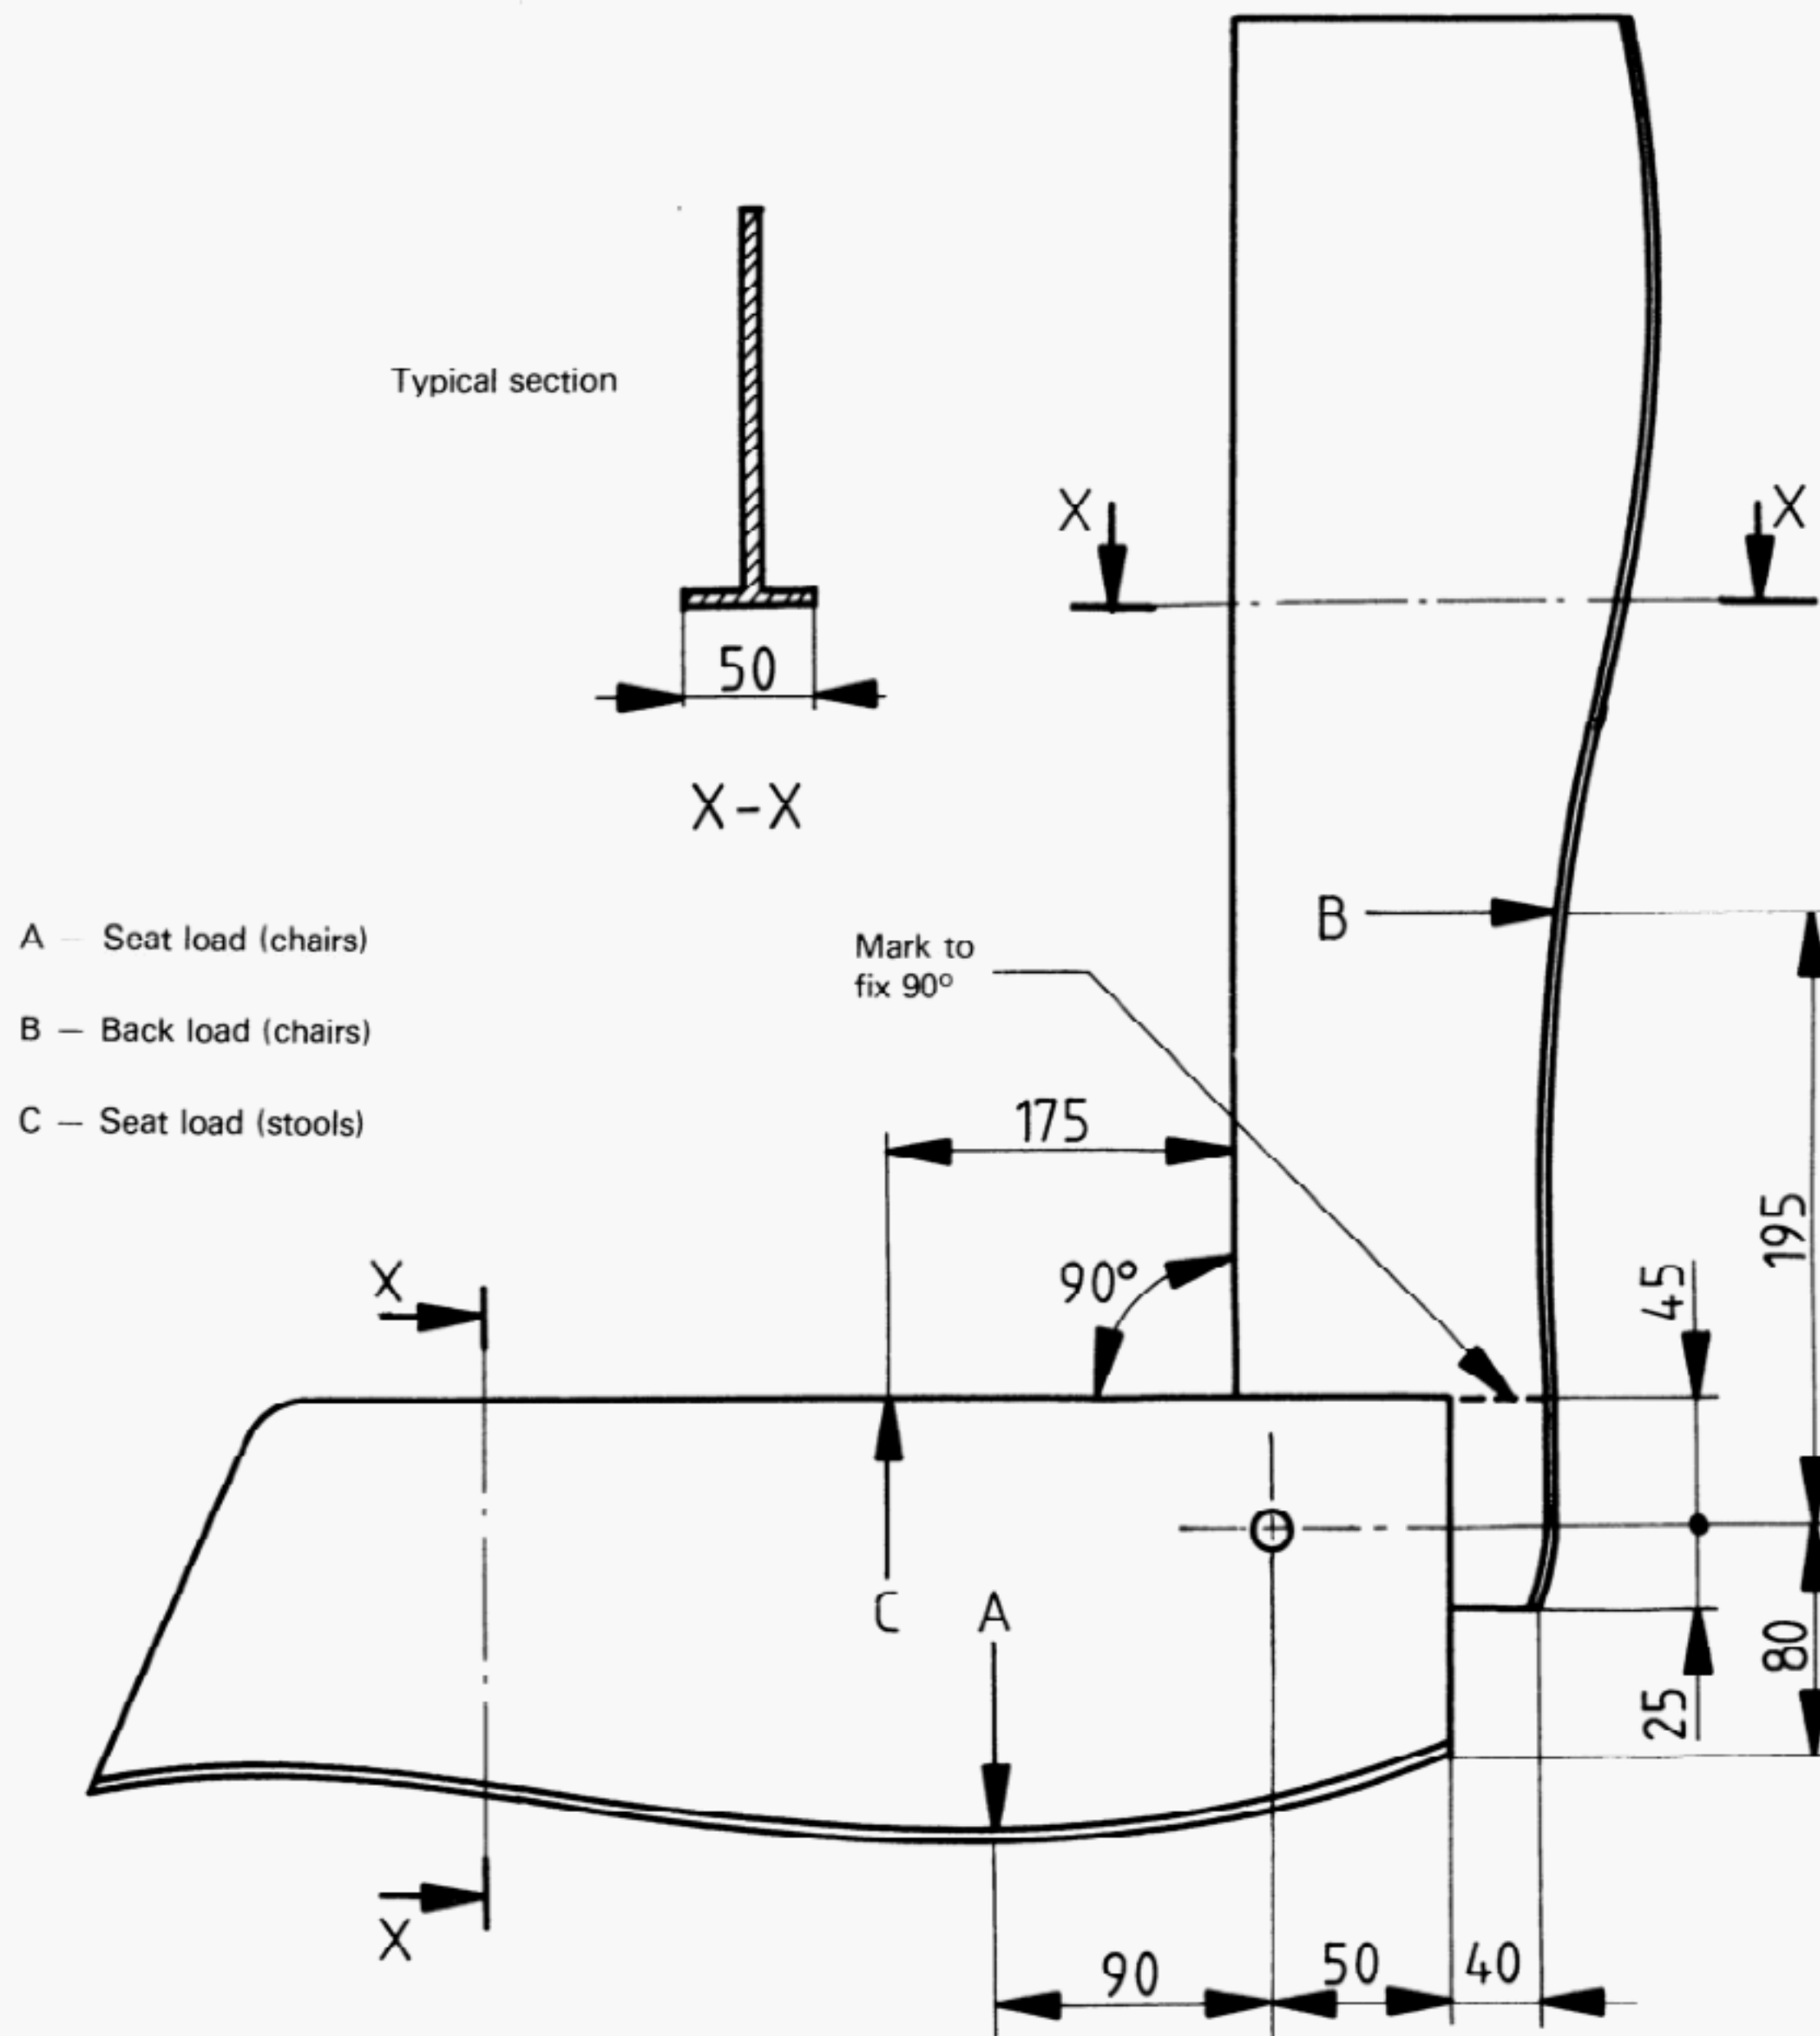 Typical section
X
X
50
X-X
A – Seat load (chairs)
B
Mark to
fix 90°
B – Back load (chairs)
C – Seat load (stools)
175
195
90°
X
45
C
A
80
25
X
90
50
40